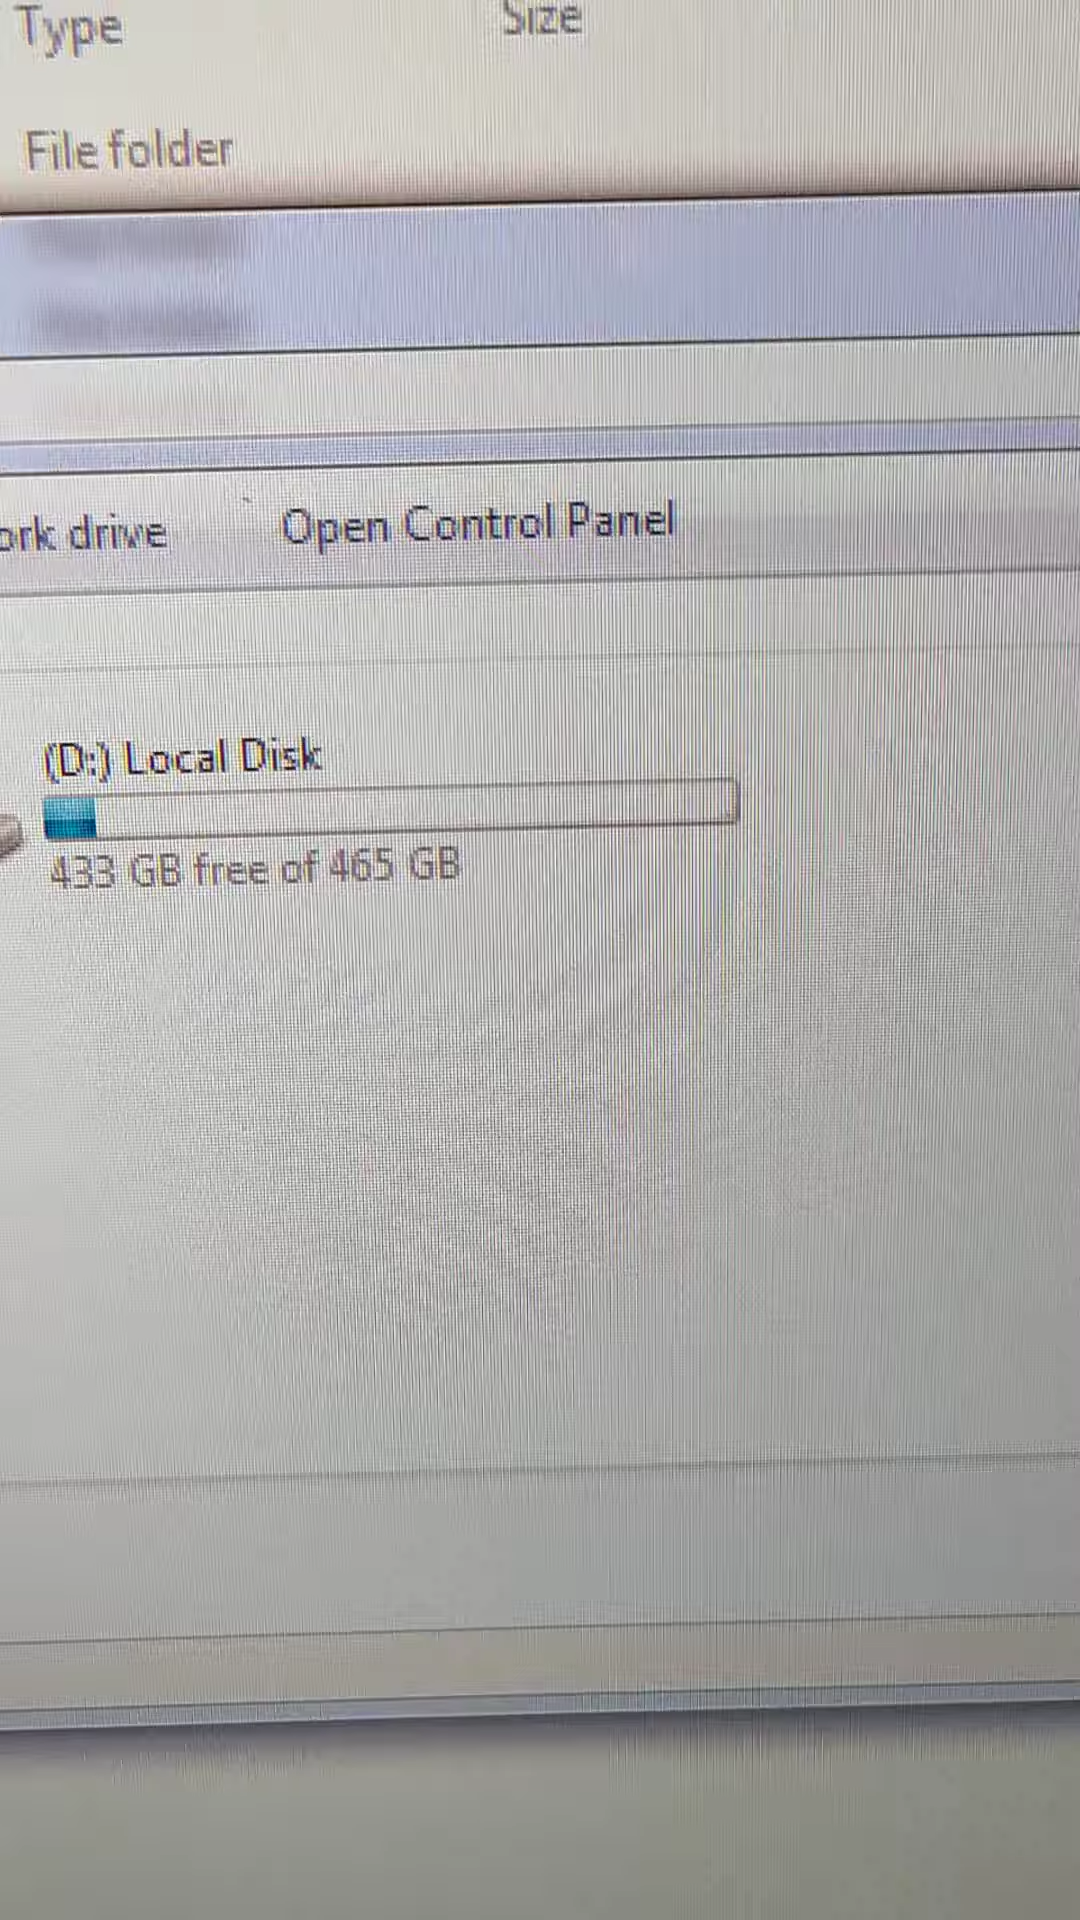 Type Size
File folder
ork drive Open Control Panel
(D:) Local Disk
433 GB free of 465 GB